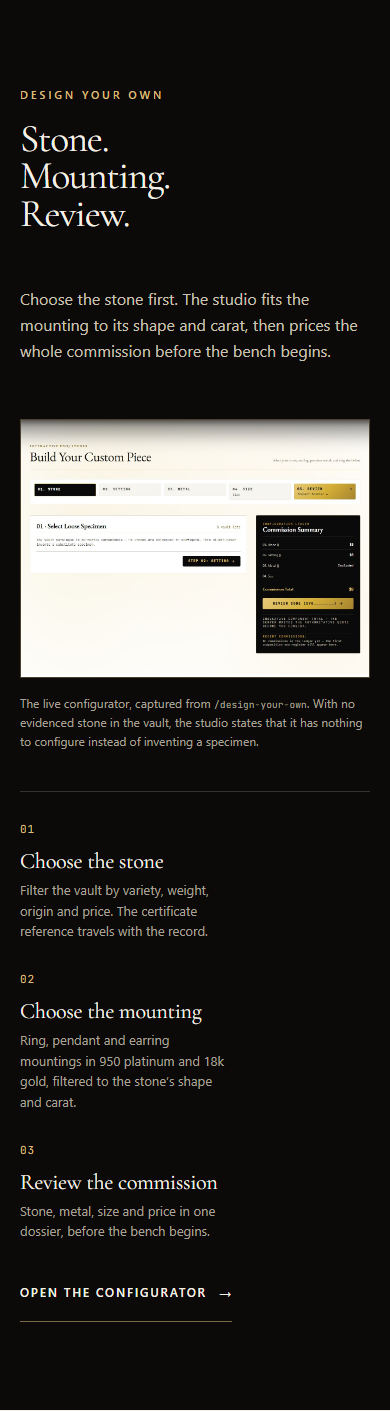 DESIGN YOUR OWN
Stone.
Mounting.
Review.
Choose the stone first. The studio fits the
mounting to its shape and carat, then prices the
whole commission before the bench begins.
Build Your Custom Piece
01. STONE
02. SETTING
03. METAL
04. SIZE
05. REVIEW
01 · Select Loose Specimen
STEP 02: SETTING
Commission Summary
Included
The live configurator, captured from /design-your-own. With no
evidenced stone in the vault, the studio states that it has nothing
to configure instead of inventing a specimen.
01
Choose the stone
Filter the vault by variety, weight,
origin and price. The certificate
reference travels with the record.
02
Choose the mounting
Ring, pendant and earring
mountings in 950 platinum and 18k
gold, filtered to the stone's shape
and carat.
03
Review the commission
Stone, metal, size and price in one
dossier, before the bench begins.
OPEN THE CONFIGURATOR →